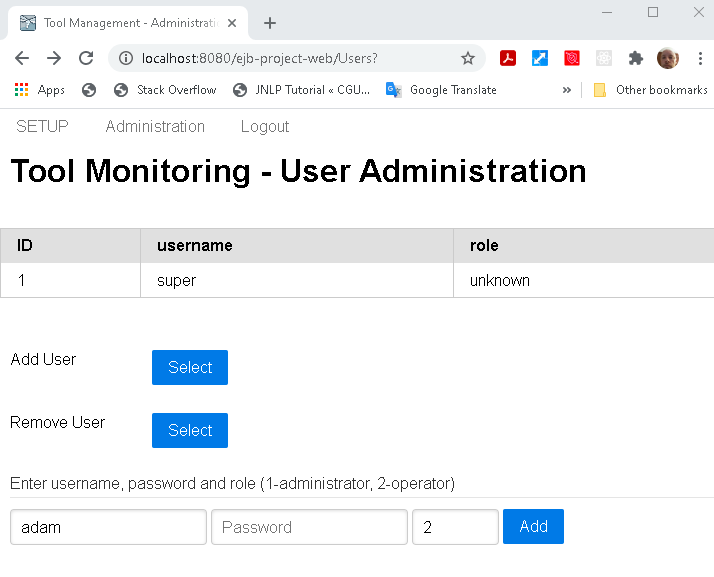 Tool Management - Administrati
localhost:8080/ejb-project-web/Users?
Apps Stack Overflow JNLP Tutorial « CGU... Google Translate » Other bookmarks
SETUP Administration Logout
Tool Monitoring - User Administration
ID username role
1 super unknown
Add User Select
Remove User Select
Enter username, password and role (1-administrator, 2-operator)
adam Password 2 Add